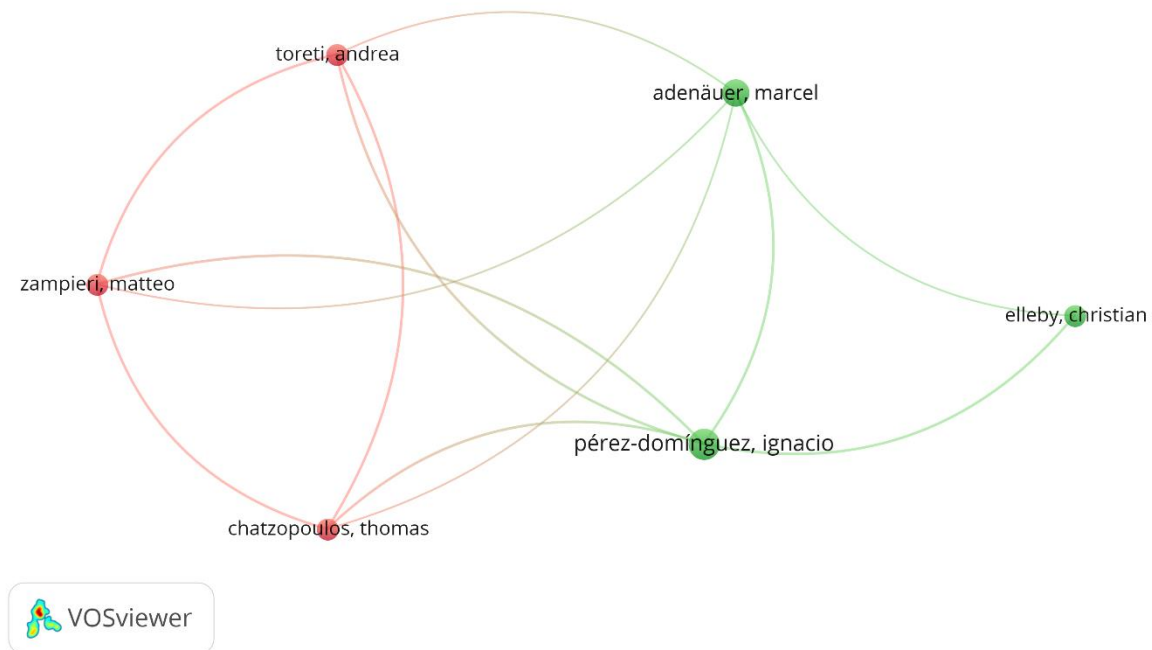 toreti, andrea
adenäuer, marcel
zampieri, matteo
elleby, christian
pérez-domínguez, ignacio
chatzopoulos, thomas
VOSviewer